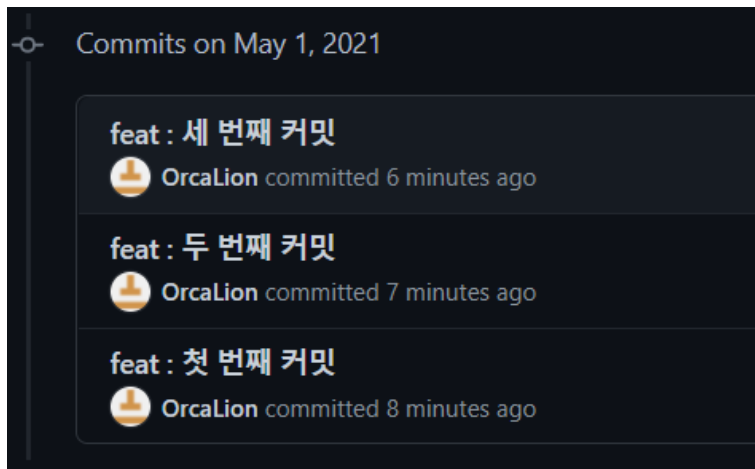 Commits on May 1, 2021
feat : 세 번째 커밋
OrcaLion committed 6 minutes ago
feat : 두 번째 커밋
OrcaLion committed 7 minutes ago
feat : 첫 번째 커밋
OrcaLion committed 8 minutes ago